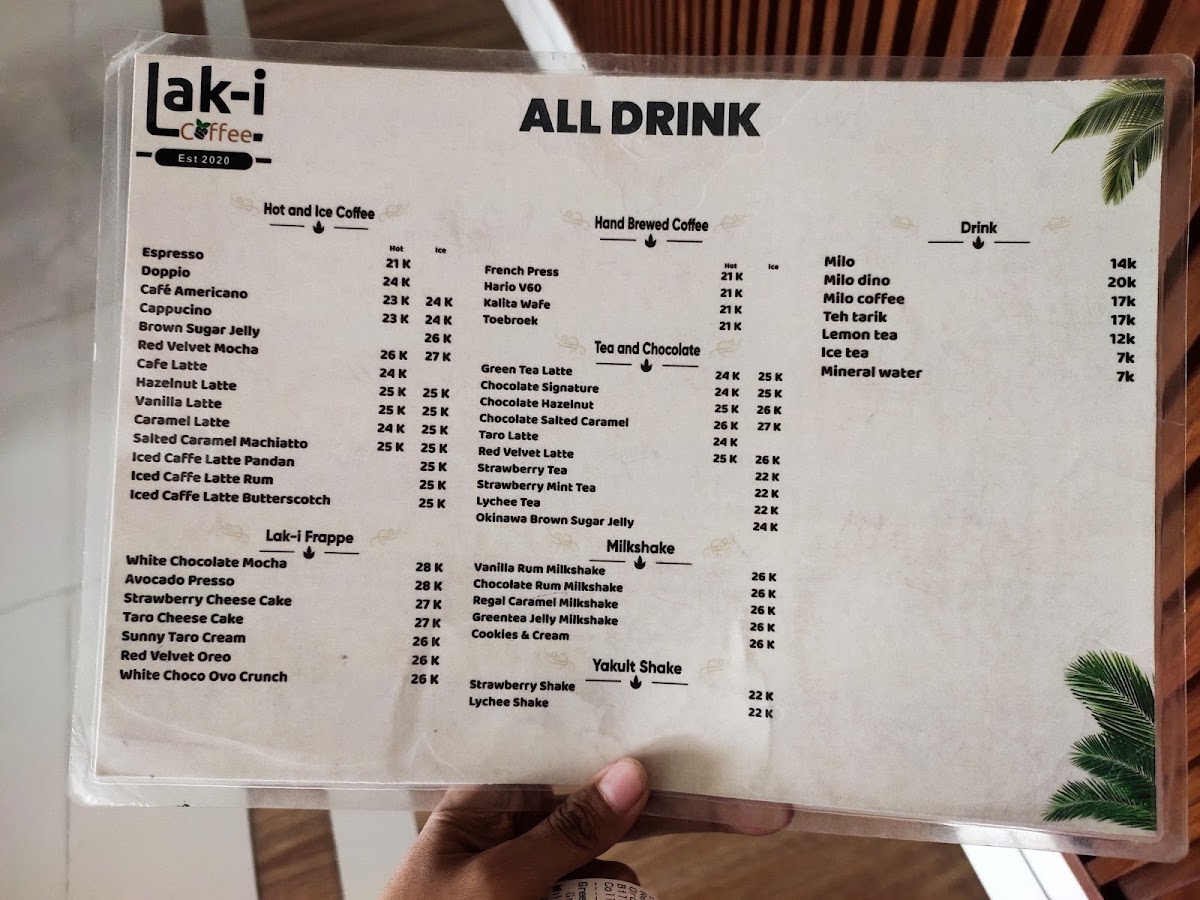 Lak-i
Coffee
Est 2020
ALL DRINK
Hot and Ice Coffee
Hot Ice
Espresso 21 K
Doppio 24 K
Café Americano 23 K 24 K
Cappucino 23 K 24 K
Brown Sugar Jelly 26 K
Red Velvet Mocha 26 K 27 K
Cafe Latte 24 K
Hazelnut Latte 25 K 25 K
Vanilla Latte 25 K 25 K
Caramel Latte 24 K 25 K
Salted Caramel Machiatto 25 K 25 K
Iced Caffe Latte Pandan 25 K
Iced Caffe Latte Rum 25 K
Iced Caffe Latte Butterscotch 25 K
Lak-i Frappe
White Chocolate Mocha 28 K
Avocado Presso 28 K
Strawberry Cheese Cake 27 K
Taro Cheese Cake 27 K
Sunny Taro Cream 26 K
Red Velvet Oreo 26 K
White Choco Ovo Crunch 26 K
Hand Brewed Coffee
Hot Ice
French Press 21 K
Hario V60 21 K
Kalita Wafe 21 K
Toebroek 21 K
Tea and Chocolate
Green Tea Latte 24 K 25 K
Chocolate Signature 24 K 25 K
Chocolate Hazelnut 25 K 26 K
Chocolate Salted Caramel 26 K 27 K
Taro Latte 24 K
Red Velvet Latte 25 K 26 K
Strawberry Tea 22 K
Strawberry Mint Tea 22 K
Lychee Tea 22 K
Okinawa Brown Sugar Jelly 24 K
Milkshake
Vanilla Rum Milkshake 26 K
Chocolate Rum Milkshake 26 K
Regal Caramel Milkshake 26 K
Greentea Jelly Milkshake 26 K
Cookies & Cream 26 K
Yakult Shake
Strawberry Shake 22 K
Lychee Shake 22 K
Drink
Milo 14k
Milo dino 20k
Milo coffee 17k
Teh tarik 17k
Lemon tea 12k
Ice tea 7k
Mineral water 7k